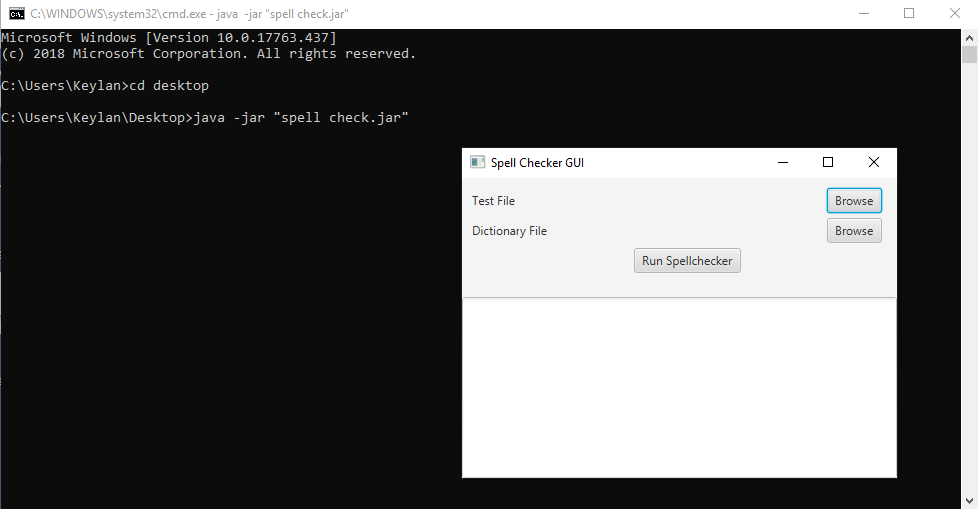 C:\WINDOWS\system32\cmd.exe - java -jar "spell check.jar"
Microsoft Windows [Version 10.0.17763.437]
(c) 2018 Microsoft Corporation. All rights reserved.
C:\Users\Keylan>cd desktop
C:\Users\Keylan\Desktop>java -jar "spell check.jar"
Spell Checker GUI
Test File Browse
Dictionary File Browse
Run Spellchecker